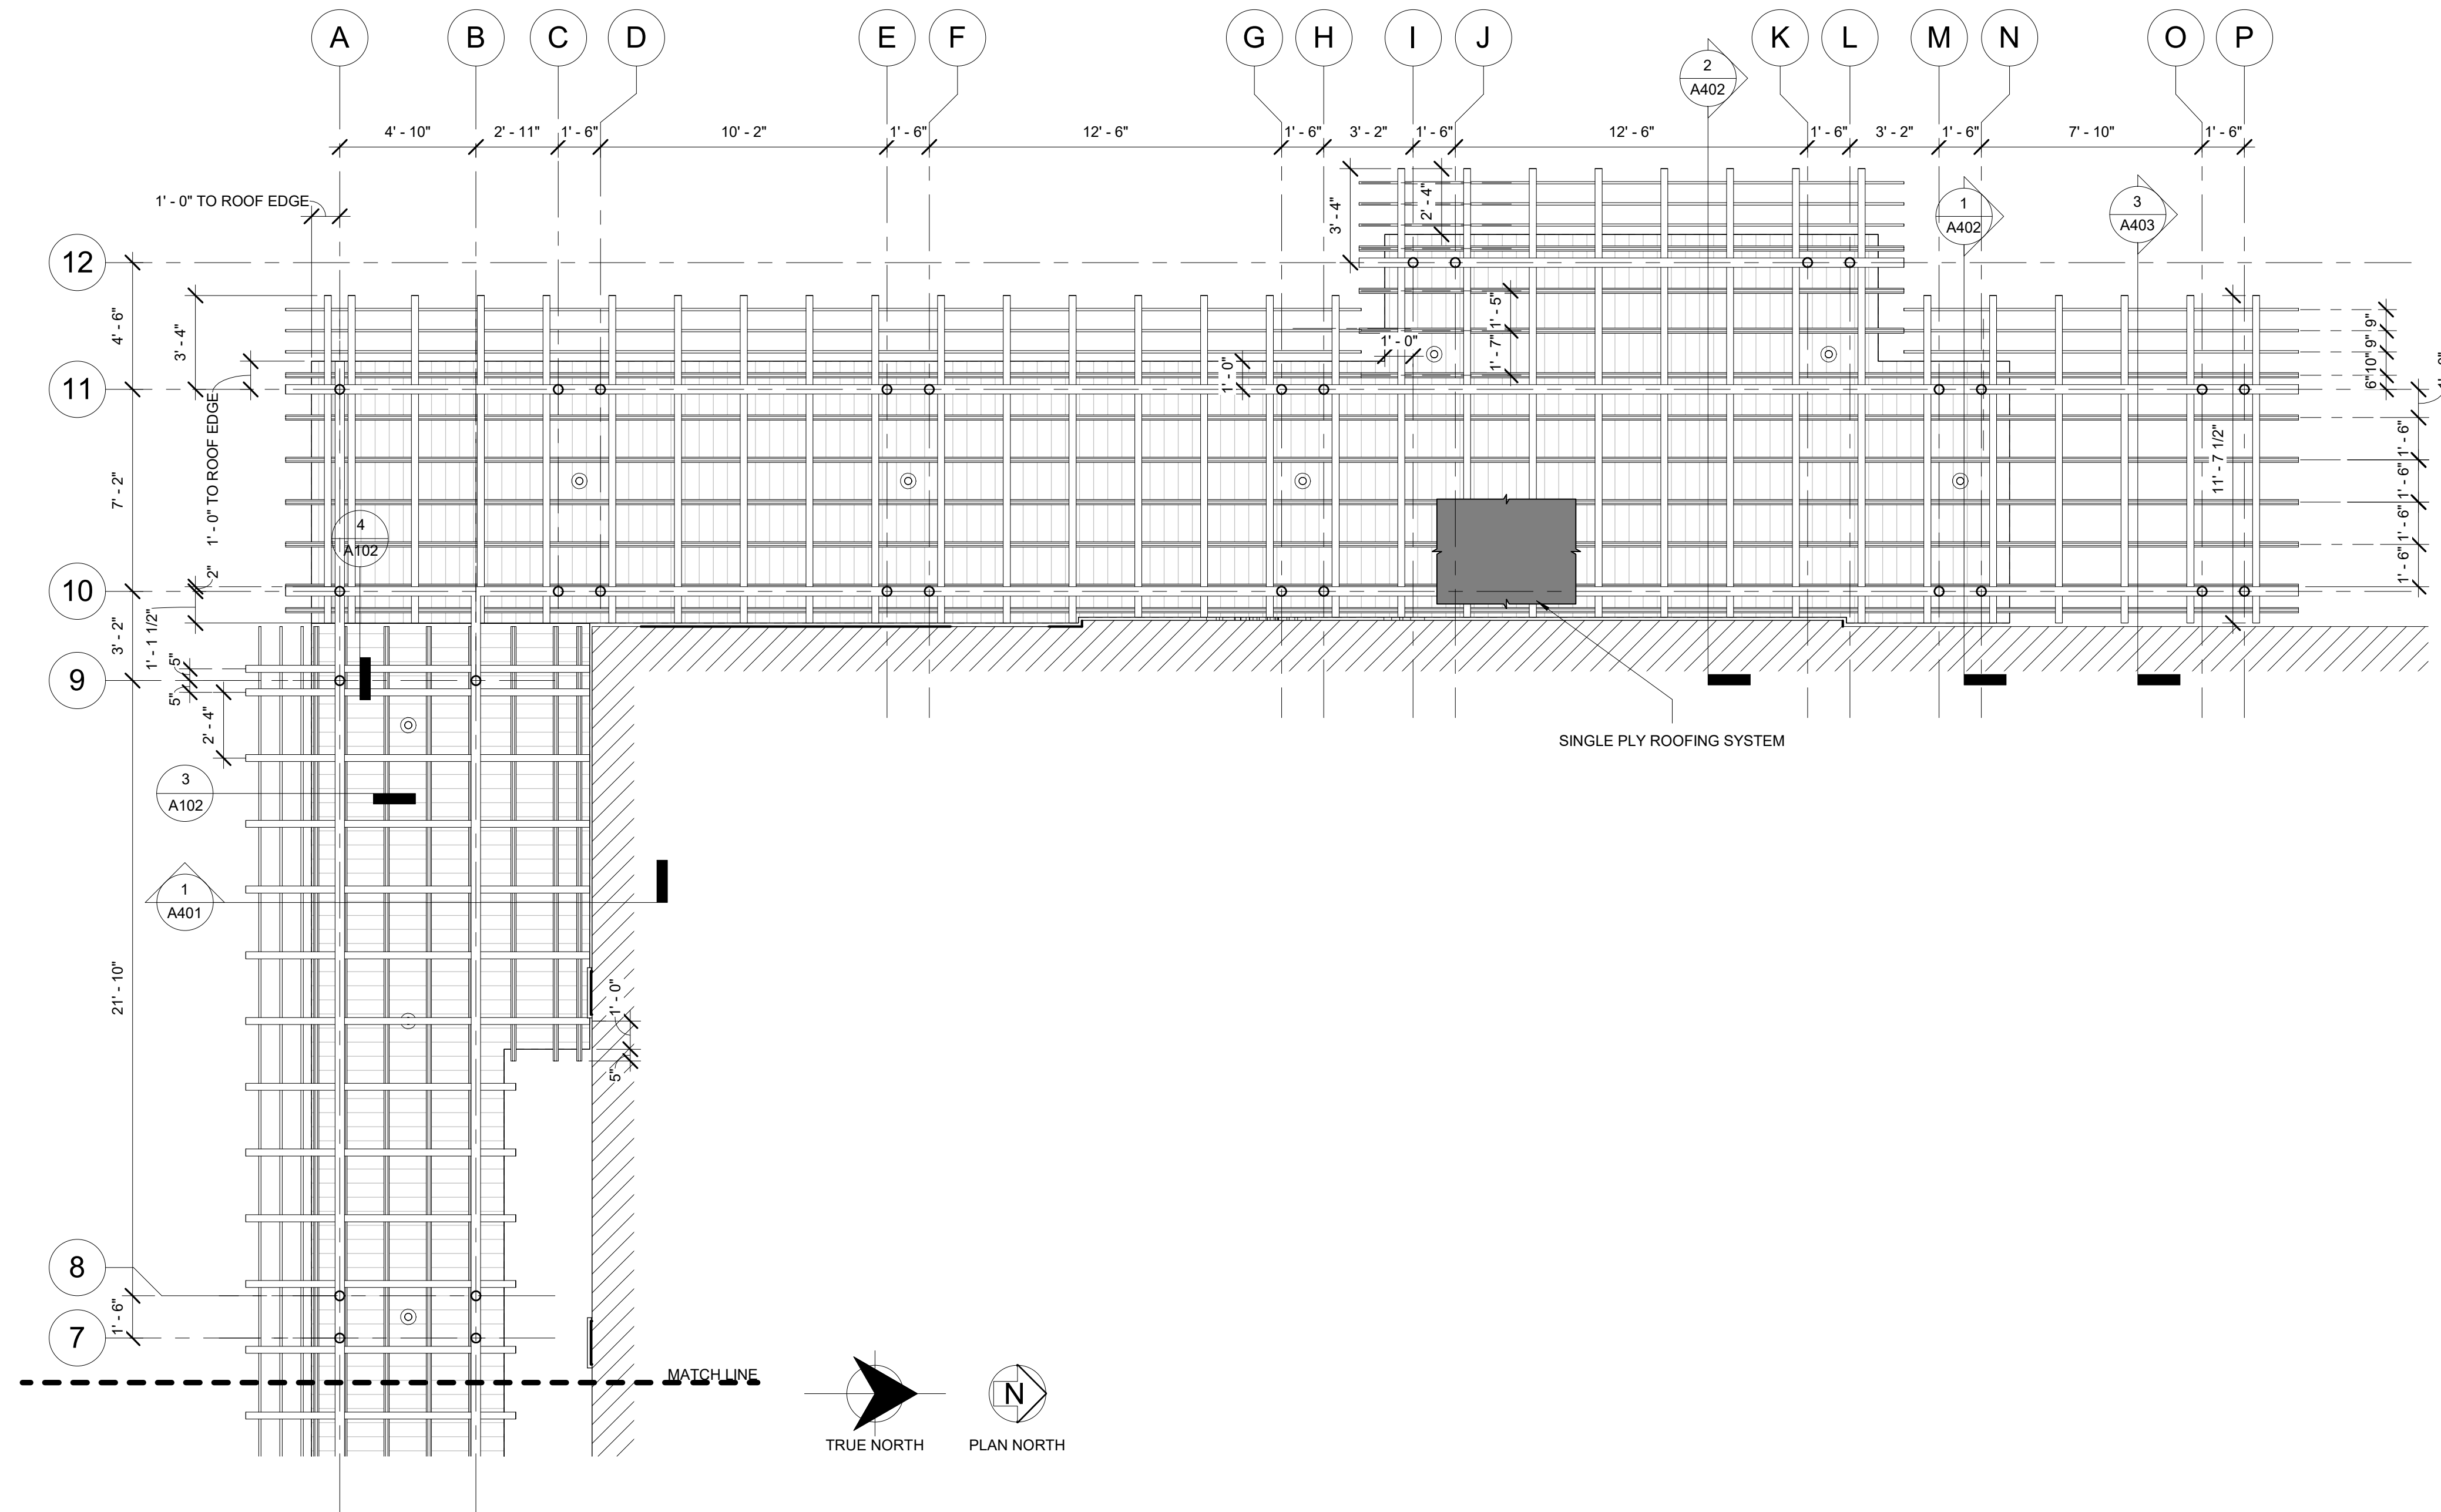 A B C D E F G H I J K L M N O P
2
A402
4' - 10" 2' - 11" 1' - 6" 10' - 2" 1' - 6" 12' - 6" 1' - 6" 3' - 2" 1' - 6" 12' - 6" 1' - 6" 3' - 2" 1' - 6" 7' - 10" 1' - 6"
1' - 0" TO ROOF EDGE
3' - 4"
2' - 4"
1
A402
3
A403
12
4' - 6"
3' - 4"
1' - 5"
1' - 0"
1' - 7"
1' - 0"
9"
9"
10"
6"
11
1' - 0" TO ROOF EDGE
7' - 2"
11' - 7 1/2"
1' - 6"
1' - 6"
1' - 6"
1' - 6"
4
A102
2"
10
3' - 2"
1' - 1 1/2"
5"
9
5"
2' - 4"
SINGLE PLY ROOFING SYSTEM
3
A102
1
A401
21' - 10"
1' - 0"
5"
8
1' - 6"
7
MATCH LINE
N
TRUE NORTH
PLAN NORTH